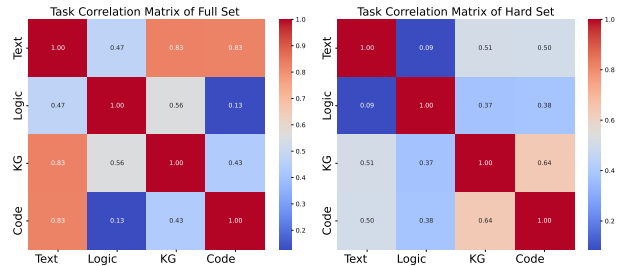 Task Correlation Matrix of Full Set
Text 1.00 0.47 0.83 0.83
Logic 0.47 1.00 0.56 0.13
KG 0.83 0.56 1.00 0.43
Code 0.83 0.13 0.43 1.00
Text Logic KG Code
1.0
0.9
0.8
0.7
0.6
0.5
0.4
0.3
0.2
Task Correlation Matrix of Hard Set
Text 1.00 0.09 0.51 0.50
Logic 0.09 1.00 0.37 0.38
KG 0.51 0.37 1.00 0.64
Code 0.50 0.38 0.64 1.00
Text Logic KG Code
1.0
0.8
0.6
0.4
0.2